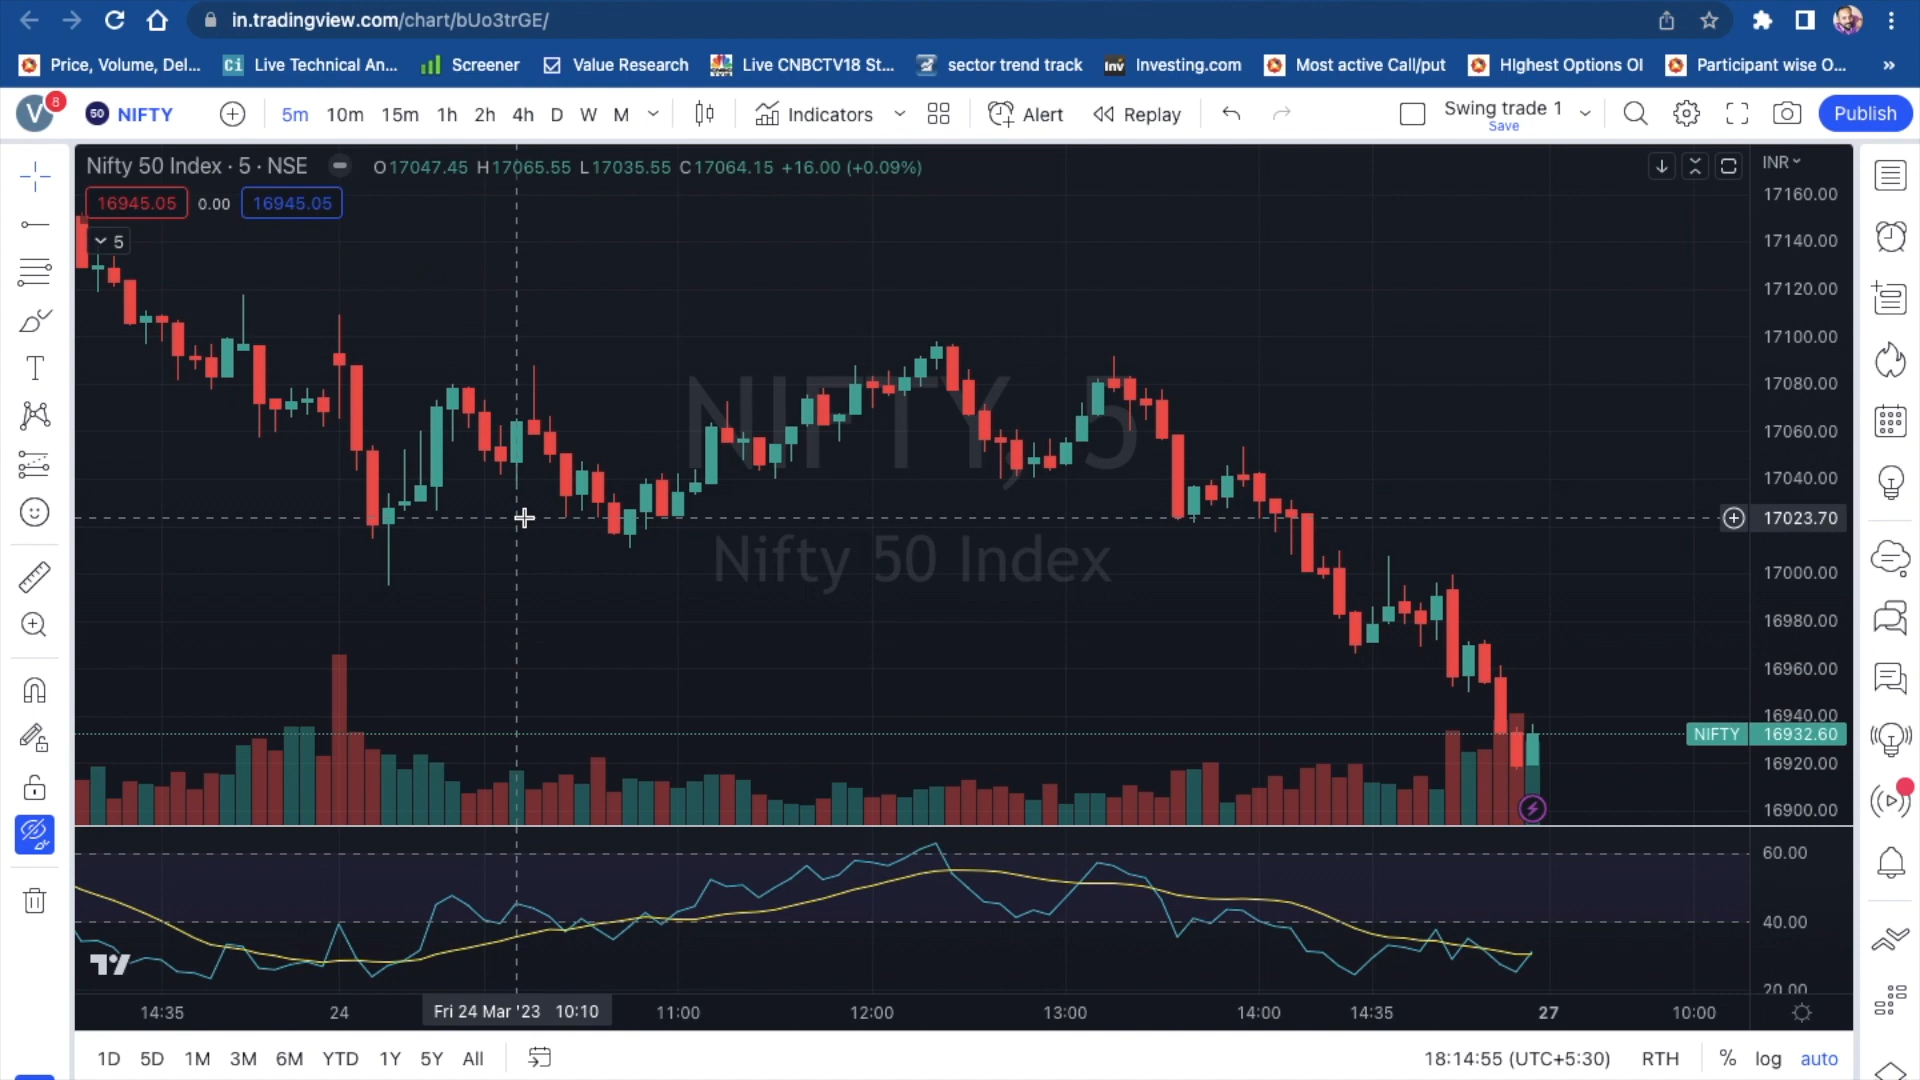 in.tradingview.com/chart/bUo3trGE/
Price, Volume, Del... Ci Live Technical An... Screener Value Research Live CNBCTV18 St... sector trend track Inv Investing.com Most active Call/put HIghest Options OI Participant wise O... »
V 8 50 NIFTY 5m 10m 15m 1h 2h 4h D W M Indicators Alert Replay Swing trade 1 Save Publish
Nifty 50 Index · 5 · NSE O17047.45 H17065.55 L17035.55 C17064.15 +16.00 (+0.09%) INR
16945.05 0.00 16945.05
5
17160.00
17140.00
17120.00
17100.00
17080.00
17060.00
17040.00
17023.70
17000.00
16980.00
16960.00
16940.00
NIFTY 16932.60
16920.00
16900.00
NIFTY, 5
Nifty 50 Index
60.00
40.00
20.00
14:35 24 Fri 24 Mar '23 10:10 11:00 12:00 13:00 14:00 14:35 27 10:00
1D 5D 1M 3M 6M YTD 1Y 5Y All 18:14:55 (UTC+5:30) RTH % log auto